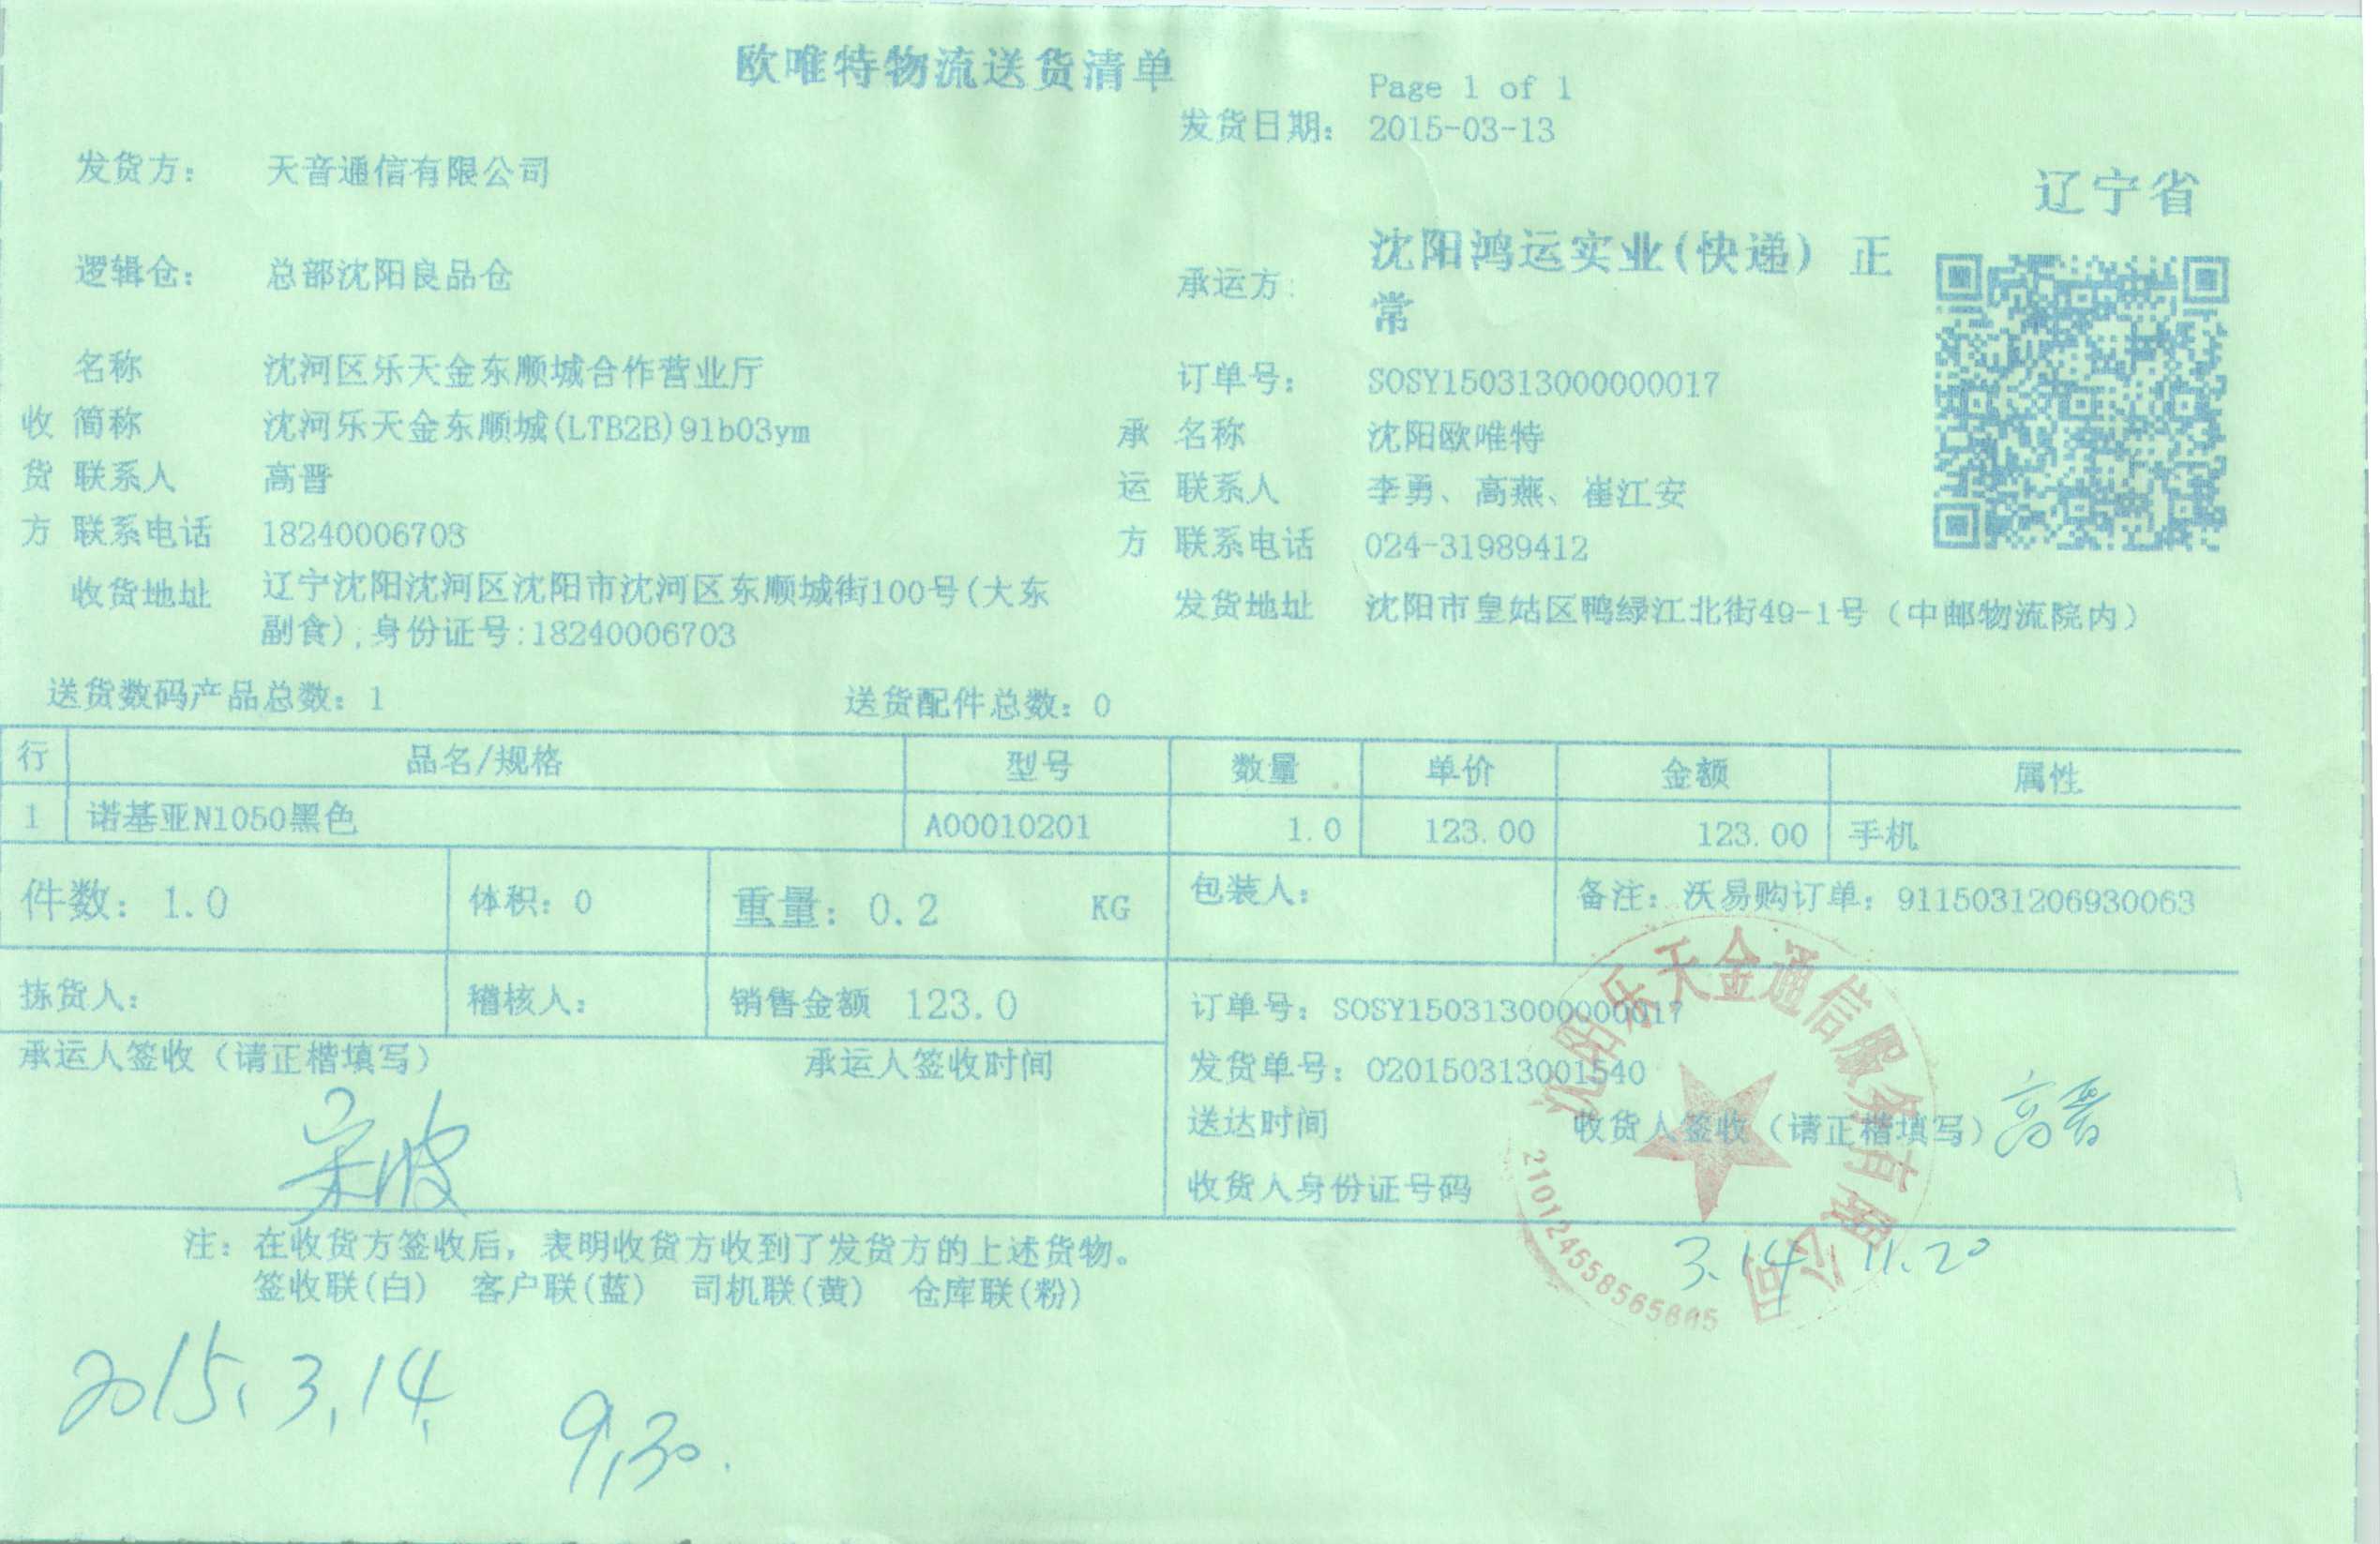 欧唯特物流送货清单
Page 1 of 1
发货日期： 2015-03-13
发货方： 天音通信有限公司
辽宁省
逻辑仓： 总部沈阳良品仓
承运方: 沈阳鸿运实业(快递) 正
常
名称 沈河区乐天金东顺城合作营业厅
订单号： SOSY150313000000017
收 简称 沈河乐天金东顺城(LTB2B)91b03ym
承 名称 沈阳欧唯特
货 联系人 高晋
运 联系人 李勇、高燕、崔江安
方 联系电话 18240006703
方 联系电话 024-31989412
收货地址 辽宁沈阳沈河区沈阳市沈河区东顺城街100号(大东
副食),身份证号:18240006703
发货地址 沈阳市皇姑区鸭绿江北街49-1号（中邮物流院内）
送货数码产品总数：1 送货配件总数：0
行 品名/规格 型号 数量 单价 金额 属性
1 诺基亚N1050黑色 A00010201 1.0 123.00 123.00 手机
件数：1.0 体积：0 重量：0.2 KG 包装人： 备注：沃易购订单：9115031206930063
拣货人： 稽核人： 销售金额 123.0 订单号：SOSY150313000000017
承运人签收（请正楷填写） 承运人签收时间
发货单号：020150313001540
送达时间 收货人签收（请正楷填写）高晋
宋波
收货人身份证号码
沈阳乐天金通信服务有限公司
3.14 11.20
注：在收货方签收后，表明收货方收到了发货方的上述货物。
签收联(白) 客户联(蓝) 司机联(黄) 仓库联(粉)
2015.3.14.
9,30.